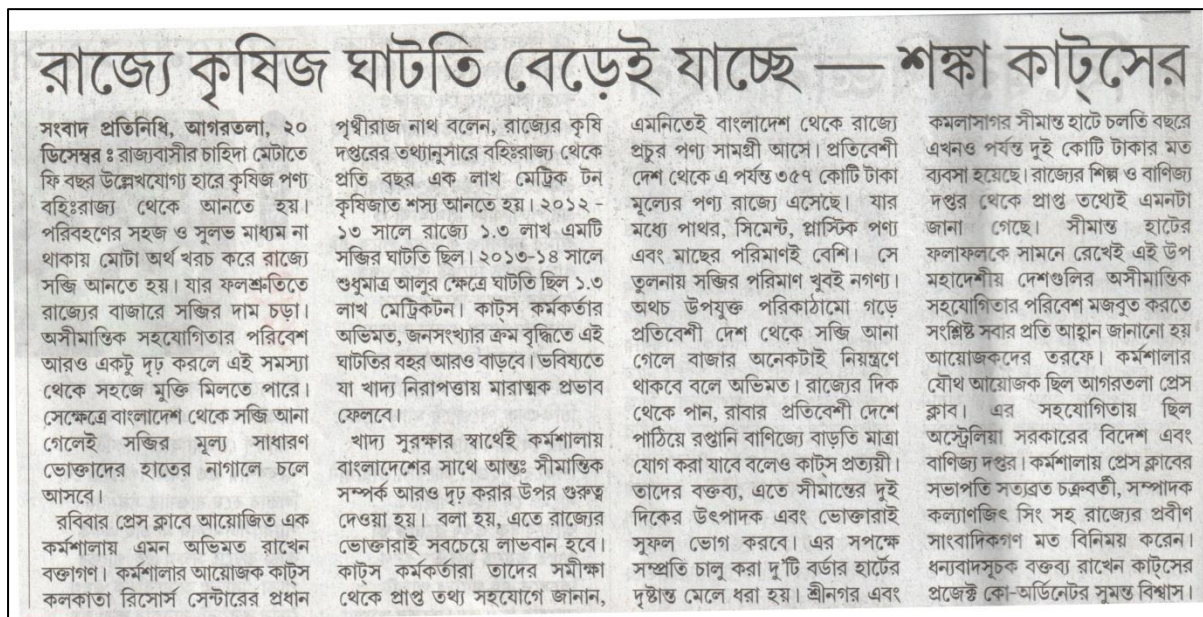 রাজ্যে কৃষিজ ঘাটতি বেড়েই যাচ্ছে — শঙ্কা কাট্‌সের
সংবাদ প্রতিনিধি, আগরতলা, ২০
ডিসেম্বর ঃ রাজ্যবাসীর চাহিদা মেটাতে
ফি বছর উল্লেখযোগ্য হারে কৃষিজ পণ্য
বহিঃরাজ্য থেকে আনতে হয়।
পরিবহণের সহজ ও সুলভ মাধ্যম না
থাকায় মোটা অর্থ খরচ করে রাজ্যে
সব্জি আনতে হয়। যার ফলশ্রুতিতে
রাজ্যের বাজারে সব্জির দাম চড়া।
অসীমান্তিক সহযোগিতার পরিবেশ
আরও একটু দৃঢ় করলে এই সমস্যা
থেকে সহজে মুক্তি মিলতে পারে।
সেক্ষেত্রে বাংলাদেশ থেকে সব্জি আনা
গেলেই সব্জির মূল্য সাধারণ
ভোক্তাদের হাতের নাগালে চলে
আসবে।
রবিবার প্রেস ক্লাবে আয়োজিত এক
কর্মশালায় এমন অভিমত রাখেন
বক্তাগণ। কর্মশালার আয়োজক কাট্‌স
কলকাতা রিসোর্স সেন্টারের প্রধান
পৃথ্বীরাজ নাথ বলেন, রাজ্যের কৃষি
দপ্তরের তথ্যানুসারে বহিঃরাজ্য থেকে
প্রতি বছর এক লাখ মেট্রিক টন
কৃষিজাত শস্য আনতে হয়। ২০১২ -
১৩ সালে রাজ্যে ১.৩ লাখ এমটি
সব্জির ঘাটতি ছিল। ২০১৩-১৪ সালে
শুধুমাত্র আলুর ক্ষেত্রে ঘাটতি ছিল ১.৩
লাখ মেট্রিকটন। কাট্‌স কর্মকর্তার
অভিমত, জনসংখ্যার ক্রম বৃদ্ধিতে এই
ঘাটতির বহর আরও বাড়বে। ভবিষ্যতে
যা খাদ্য নিরাপত্তায় মারাত্মক প্রভাব
ফেলবে।
খাদ্য সুরক্ষার স্বার্থেই কর্মশালায়
বাংলাদেশের সাথে আন্তঃ সীমান্তিক
সম্পর্ক আরও দৃঢ় করার উপর গুরুত্ব
দেওয়া হয়। বলা হয়, এতে রাজ্যের
ভোক্তারাই সবচেয়ে লাভবান হবে।
কাট্‌স কর্মকর্তারা তাদের সমীক্ষা
থেকে প্রাপ্ত তথ্য সহযোগে জানান,
এমনিতেই বাংলাদেশ থেকে রাজ্যে
প্রচুর পণ্য সামগ্রী আসে। প্রতিবেশী
দেশ থেকে এ পর্যন্ত ৩৫৭ কোটি টাকা
মূল্যের পণ্য রাজ্যে এসেছে। যার
মধ্যে পাথর, সিমেন্ট, প্লাস্টিক পণ্য
এবং মাছের পরিমাণই বেশি। সে
তুলনায় সব্জির পরিমাণ খুবই নগণ্য।
অথচ উপযুক্ত পরিকাঠামো গড়ে
প্রতিবেশী দেশ থেকে সব্জি আনা
গেলে বাজার অনেকটাই নিয়ন্ত্রণে
থাকবে বলে অভিমত। রাজ্যের দিক
থেকে পান, রাবার প্রতিবেশী দেশে
পাঠিয়ে রপ্তানি বাণিজ্যে বাড়তি মাত্রা
যোগ করা যাবে বলেও কাট্‌স প্রত্যয়ী।
তাদের বক্তব্য, এতে সীমান্তের দুই
দিকের উৎপাদক এবং ভোক্তারাই
সুফল ভোগ করবে। এর সপক্ষে
সম্প্রতি চালু করা দু'টি বর্ডার হার্টের
দৃষ্টান্ত মেলে ধরা হয়। শ্রীনগর এবং
কমলাসাগর সীমান্ত হাটে চলতি বছরে
এখনও পর্যন্ত দুই কোটি টাকার মত
ব্যবসা হয়েছে। রাজ্যের শিল্প ও বাণিজ্য
দপ্তর থেকে প্রাপ্ত তথ্যেই এমনটা
জানা গেছে। সীমান্ত হাটের
ফলাফলকে সামনে রেখেই এই উপ
মহাদেশীয় দেশগুলির অসীমান্তিক
সহযোগিতার পরিবেশ মজবুত করতে
সংশ্লিষ্ট সবার প্রতি আহ্বান জানানো হয়
আয়োজকদের তরফে। কর্মশালার
যৌথ আয়োজক ছিল আগরতলা প্রেস
ক্লাব। এর সহযোগিতায় ছিল
অস্ট্রেলিয়া সরকারের বিদেশ এবং
বাণিজ্য দপ্তর। কর্মশালায় প্রেস ক্লাবের
সভাপতি সত্যব্রত চক্রবর্তী, সম্পাদক
কল্যাণজিৎ সিং সহ রাজ্যের প্রবীণ
সাংবাদিকগণ মত বিনিময় করেন।
ধন্যবাদসূচক বক্তব্য রাখেন কাট্‌সের
প্রজেক্ট কো-অর্ডিনেটর সুমন্ত বিশ্বাস।